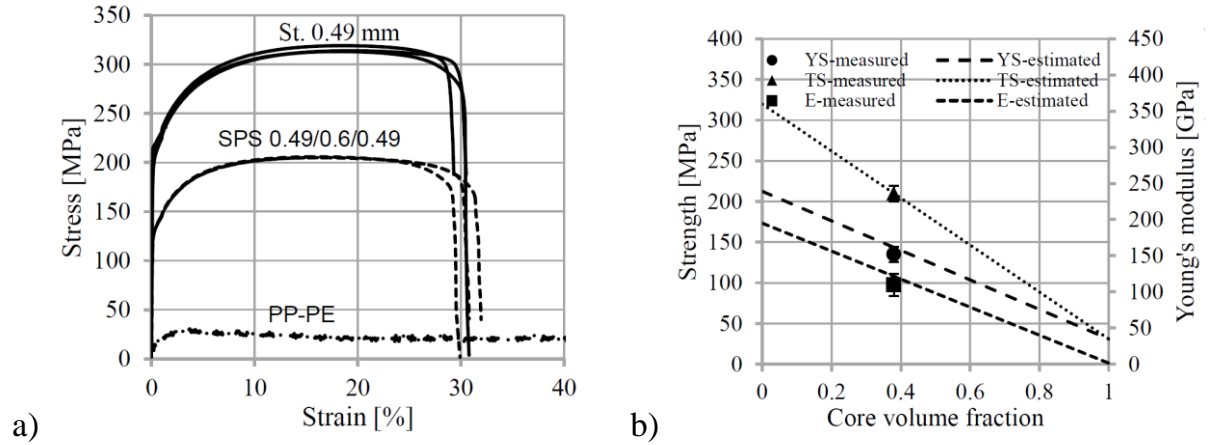 St. 0.49 mm
SPS 0.49/0.6/0.49
PP-PE
Stress [MPa]
350
300
250
200
150
100
50
0
0 10 20 30 40
Strain [%]
a)
YS-measured YS-estimated
TS-measured TS-estimated
E-measured E-estimated
Strength [MPa]
400
350
300
250
200
150
100
50
0
0 0.2 0.4 0.6 0.8 1
Core volume fraction
450
400
350
300
250
200
150
100
50
0
Young's modulus [GPa]
b)